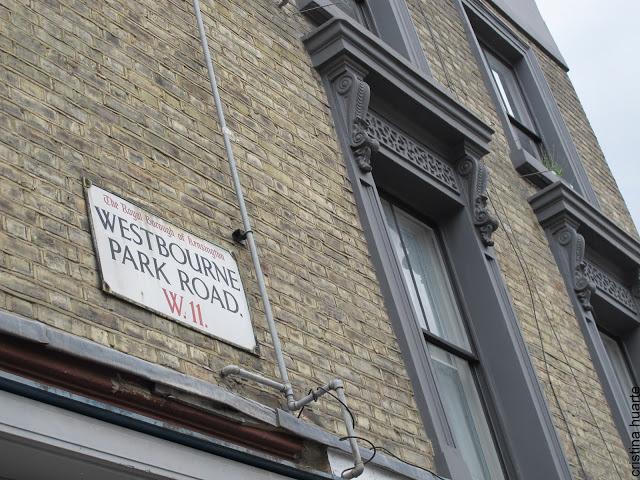 The Royal Borough of Kensington
WESTBOURNE
PARK ROAD.
W.11.
cristina huarte